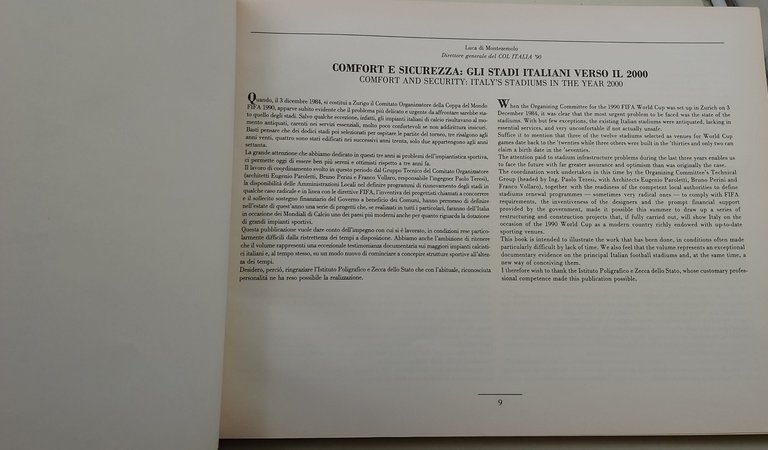 Luca di Montezemolo
Direttore generale del COL ITALIA '90
COMFORT E SICUREZZA: GLI STADI ITALIANI VERSO IL 2000
COMFORT AND SECURITY: ITALY'S STADIUMS IN THE YEAR 2000
Quando, il 3 dicembre 1984, si costituì a Zurigo il Comitato Organizzatore della Coppa del Mondo
FIFA 1990, apparve subito evidente che il problema più delicato e urgente da affrontare sarebbe sta-
to quello degli stadi. Salvo qualche eccezione, infatti, gli impianti italiani di calcio risultavano al mo-
mento antiquati, carenti nei servizi essenziali, molto poco confortevoli se non addirittura insicuri.
Basti pensare che dei dodici stadi poi selezionati per ospitare le partite del torneo, tre risalgono agli
anni venti, quattro sono stati edificati nei successivi anni trenta, solo due appartengono agli anni
settanta.
La grande attenzione che abbiamo dedicato in questi tre anni ai problemi dell'impiantistica sportiva,
ci permette oggi di essere ben più sereni e ottimisti rispetto a tre anni fa.
Il lavoro di coordinamento svolto in questo periodo dal Gruppo Tecnico del Comitato Organizzatore
(architetti Eugenio Paroletti, Bruno Perini e Franco Vollaro, responsabile l'ingegner Paolo Teresi),
la disponibilità delle Amministrazioni Locali nel definire programmi di rinnovamento degli stadi in
qualche caso radicale e in linea con le direttive FIFA, l'inventiva dei progettisti chiamati a concorrere
e il sollecito sostegno finanziario del Governo a beneficio dei Comuni, hanno permesso di definire
nell'estate di quest'anno una serie di progetti che, se realizzati in tutti i particolari, faranno dell'Italia
in occasione dei Mondiali di Calcio uno dei paesi più moderni anche per quanto riguarda la dotazione
di grandi impianti sportivi.
Questa pubblicazione vuole dare conto dell'impegno con cui si è lavorato, in condizioni rese partico-
larmente difficili dalla ristrettezza dei tempi a disposizione. Abbiamo anche l'ambizione di ritenere
che il volume rappresenti una eccezionale testimonianza documentaria sui maggiori impianti calcisti-
ci italiani e, al tempo stesso, su un modo nuovo di cominciare a concepire strutture sportive all'altez-
za dei tempi.
Desidero, perciò, ringraziare l'Istituto Poligrafico e Zecca dello Stato che con l'abituale, riconosciuta
personalità ne ha reso possibile la realizzazione.
When the Organising Committee for the 1990 FIFA World Cup was set up in Zurich on 3
December 1984, it was clear that the most urgent problem to be faced was the state of the
stadiums. With but few exceptions, the existing Italian stadiums were antiquated, lacking in
essential services, and very uncomfortable if not actually unsafe.
Suffice it to mention that three of the twelve stadiums selected as venues for World Cup
games date back to the 'twenties while three others were built in the 'thirties and only two can
claim a birth date in the 'seventies.
The attention paid to stadium infrastructure problems during the last three years enables us
to face the future with far greater assurance and optimism than was originally the case.
The coordination work undertaken in this time by the Organising Committee's Technical
Group (headed by Ing. Paolo Teresi, with Architects Eugenio Paroletti, Bruno Perini and
Franco Vollaro), together with the readiness of the competent local authorities to define
stadiums renewal programmes — sometimes very radical ones — to comply with FIFA
requirements, the inventiveness of the designers and the prompt financial support
provided by the government, made it possible this summer to draw up a series of
restructuring and construction projects that, if fully carried out, will show Italy on the
occasion of the 1990 World Cup as a modern country richly endowed with up-to-date
sporting venues.
This book is intended to illustrate the work that has been done, in conditions often made
particularly difficult by lack of time. We also feel that the volume represents an exceptional
documentary evidence on the principal Italian football stadiums and, at the same time, a
new way of conceiving them.
I therefore wish to thank the Istituto Poligrafico e Zecca dello Stato, whose customary profes-
sional competence made this publication possible.
9